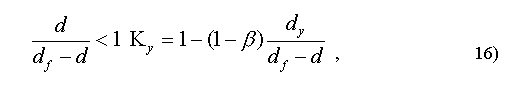 d/(d_f − d) < 1 K_y = 1 − (1 − β) d_y/(d_f − d) , 16)